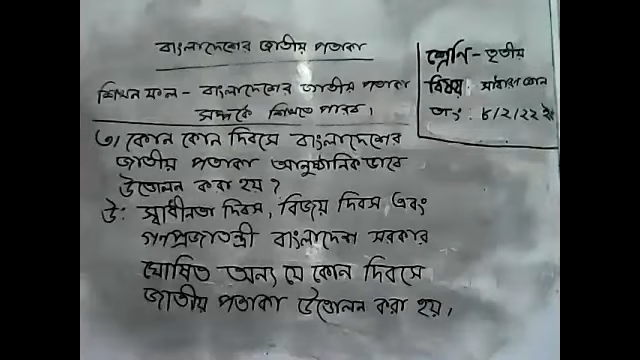 বাংলাদেশের জাতীয় পতাকা
শ্রেণি - তৃতীয়
বিষয়: সাধারণ জ্ঞান
তাং: ৮/২/২২ ইং
শিখন ফল - বাংলাদেশের জাতীয় পতাকা
সম্পর্কে শিখতে পারব।
৩। কোন কোন দিবসে বাংলাদেশের
জাতীয় পতাকা আনুষ্ঠানিক ভাবে
উত্তোলন করা হয়?
উ: স্বাধীনতা দিবস, বিজয় দিবস এবং
গণপ্রজাতন্ত্রী বাংলাদেশ সরকার
ঘোষিত অন্য যে কোন দিবসে
জাতীয় পতাকা উত্তোলন করা হয়।